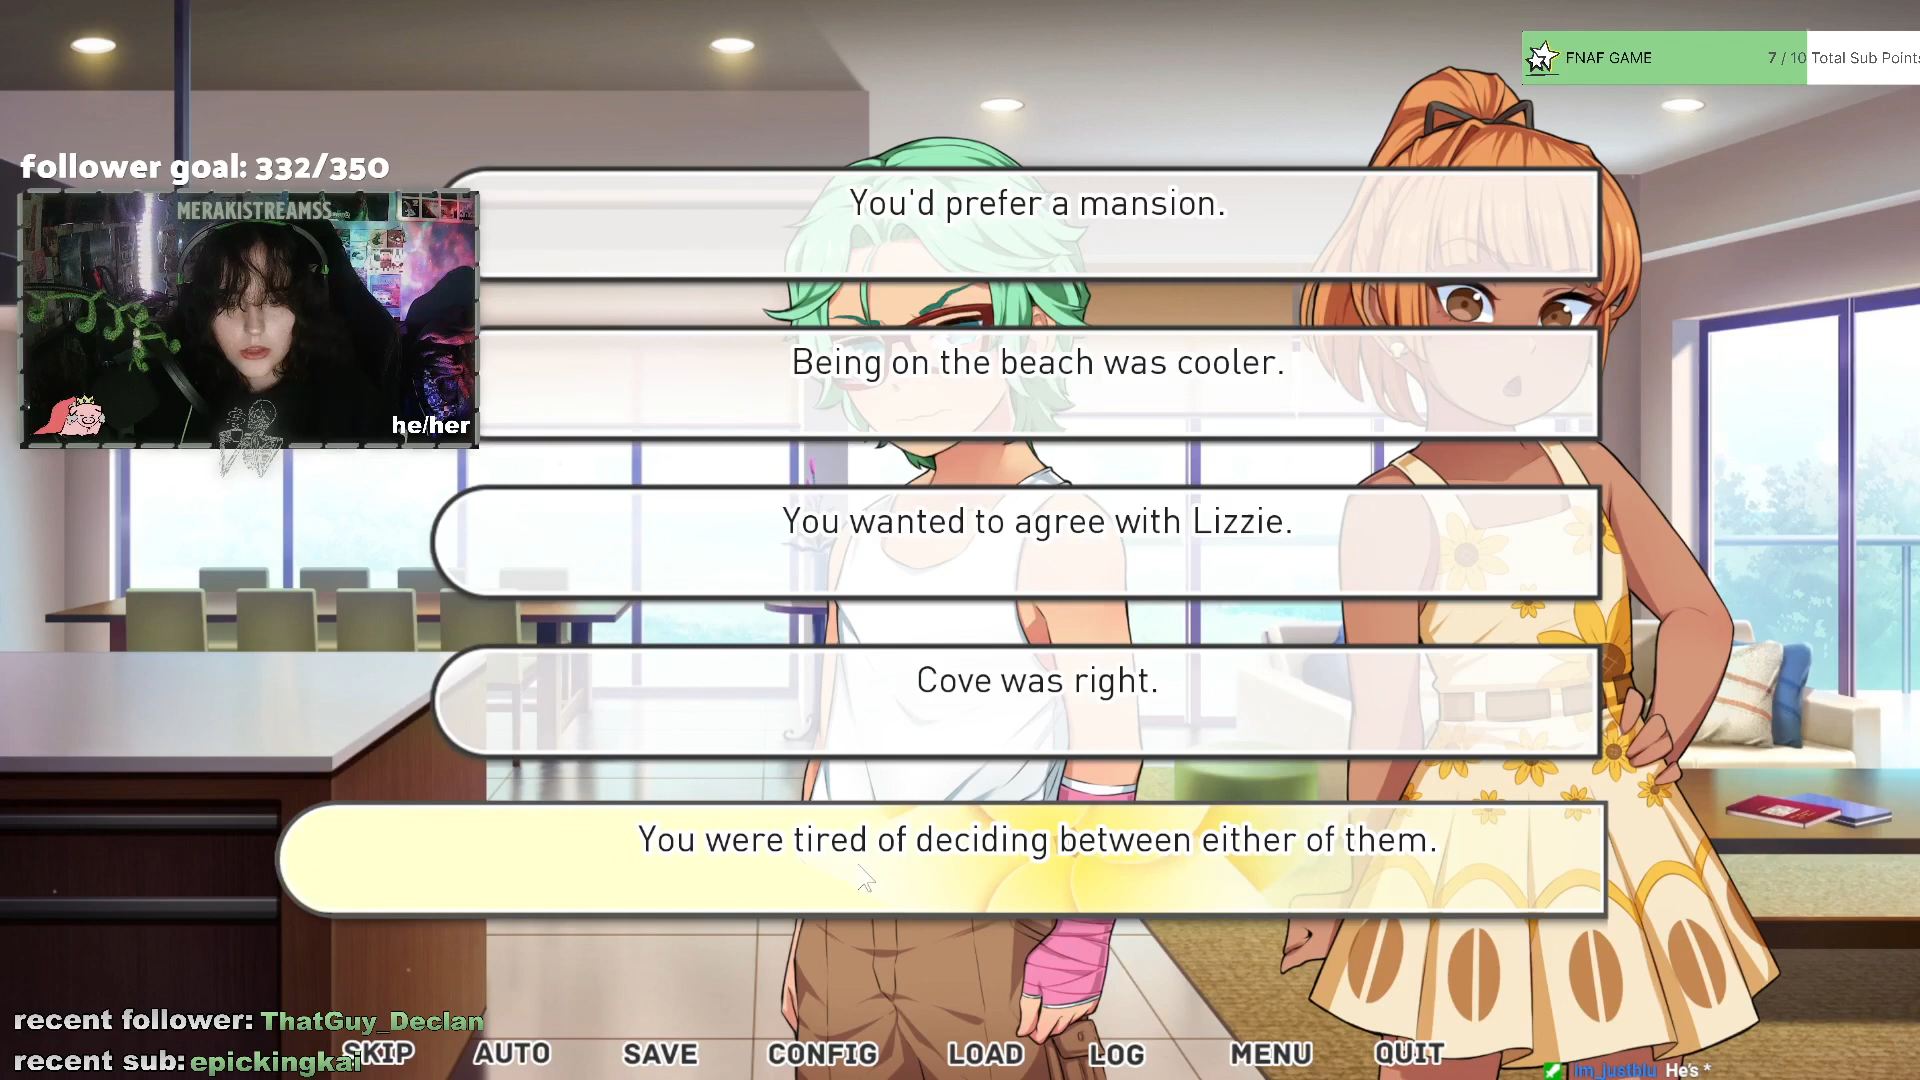 FNAF GAME
7 / 10 Total Sub Points
follower goal: 332/350
MERAKISTREAMSS_
he/her
You'd prefer a mansion.
Being on the beach was cooler.
You wanted to agree with Lizzie.
Cove was right.
You were tired of deciding between either of them.
recent follower: ThatGuy_Declan
recent sub: epickingkai
SKIP AUTO SAVE CONFIG LOAD LOG MENU QUIT
im_justblu He's *